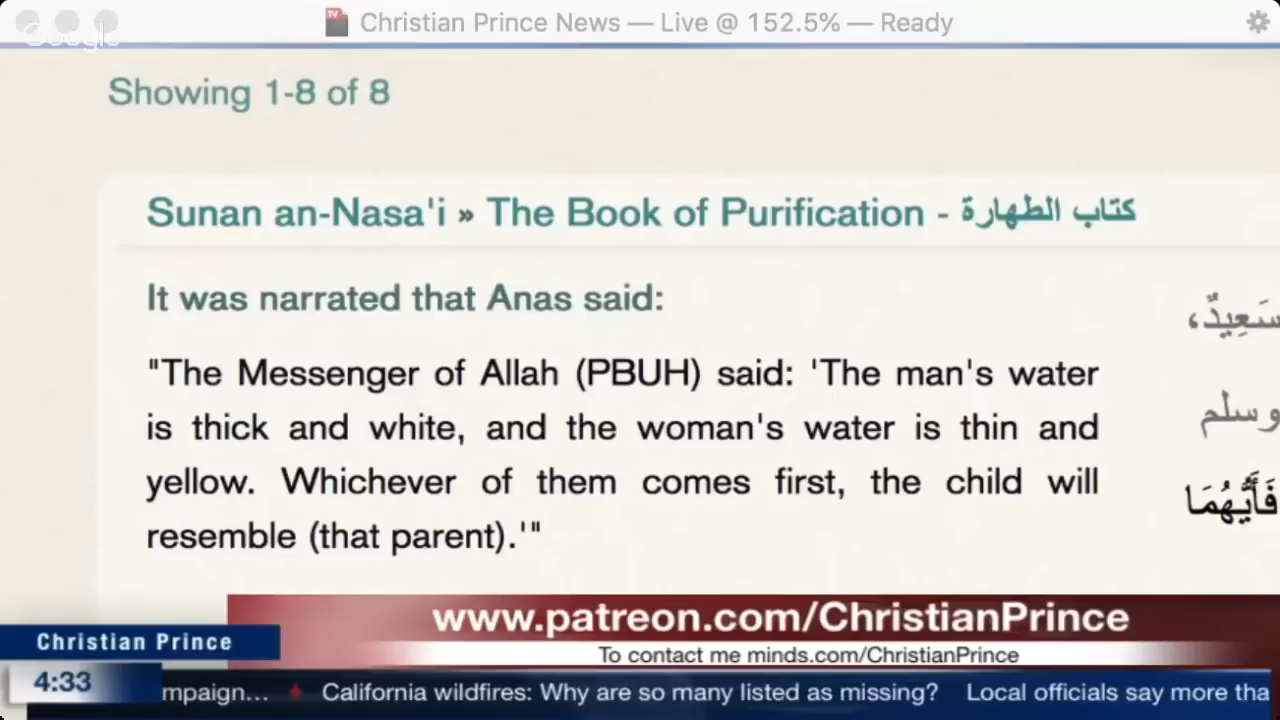 Christian Prince News — Live @ 152.5% — Ready
Google
Showing 1-8 of 8
Sunan an-Nasa'i » The Book of Purification - كتاب الطهارة
It was narrated that Anas said:
سَعِيدٌ،
"The Messenger of Allah (PBUH) said: 'The man's water
is thick and white, and the woman's water is thin and
وسلم
yellow. Whichever of them comes first, the child will
فَأَيُّهُمَا
resemble (that parent).'"
www.patreon.com/ChristianPrince
Christian Prince
To contact me minds.com/ChristianPrince
4:33
mpaign... California wildfires: Why are so many listed as missing? Local officials say more tha